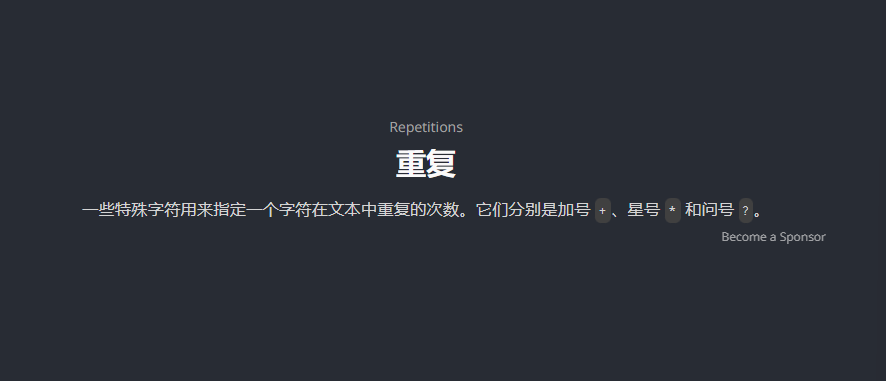 Repetitions
重复
一些特殊字符用来指定一个字符在文本中重复的次数。它们分别是加号 +、星号 * 和问号 ?。
Become a Sponsor